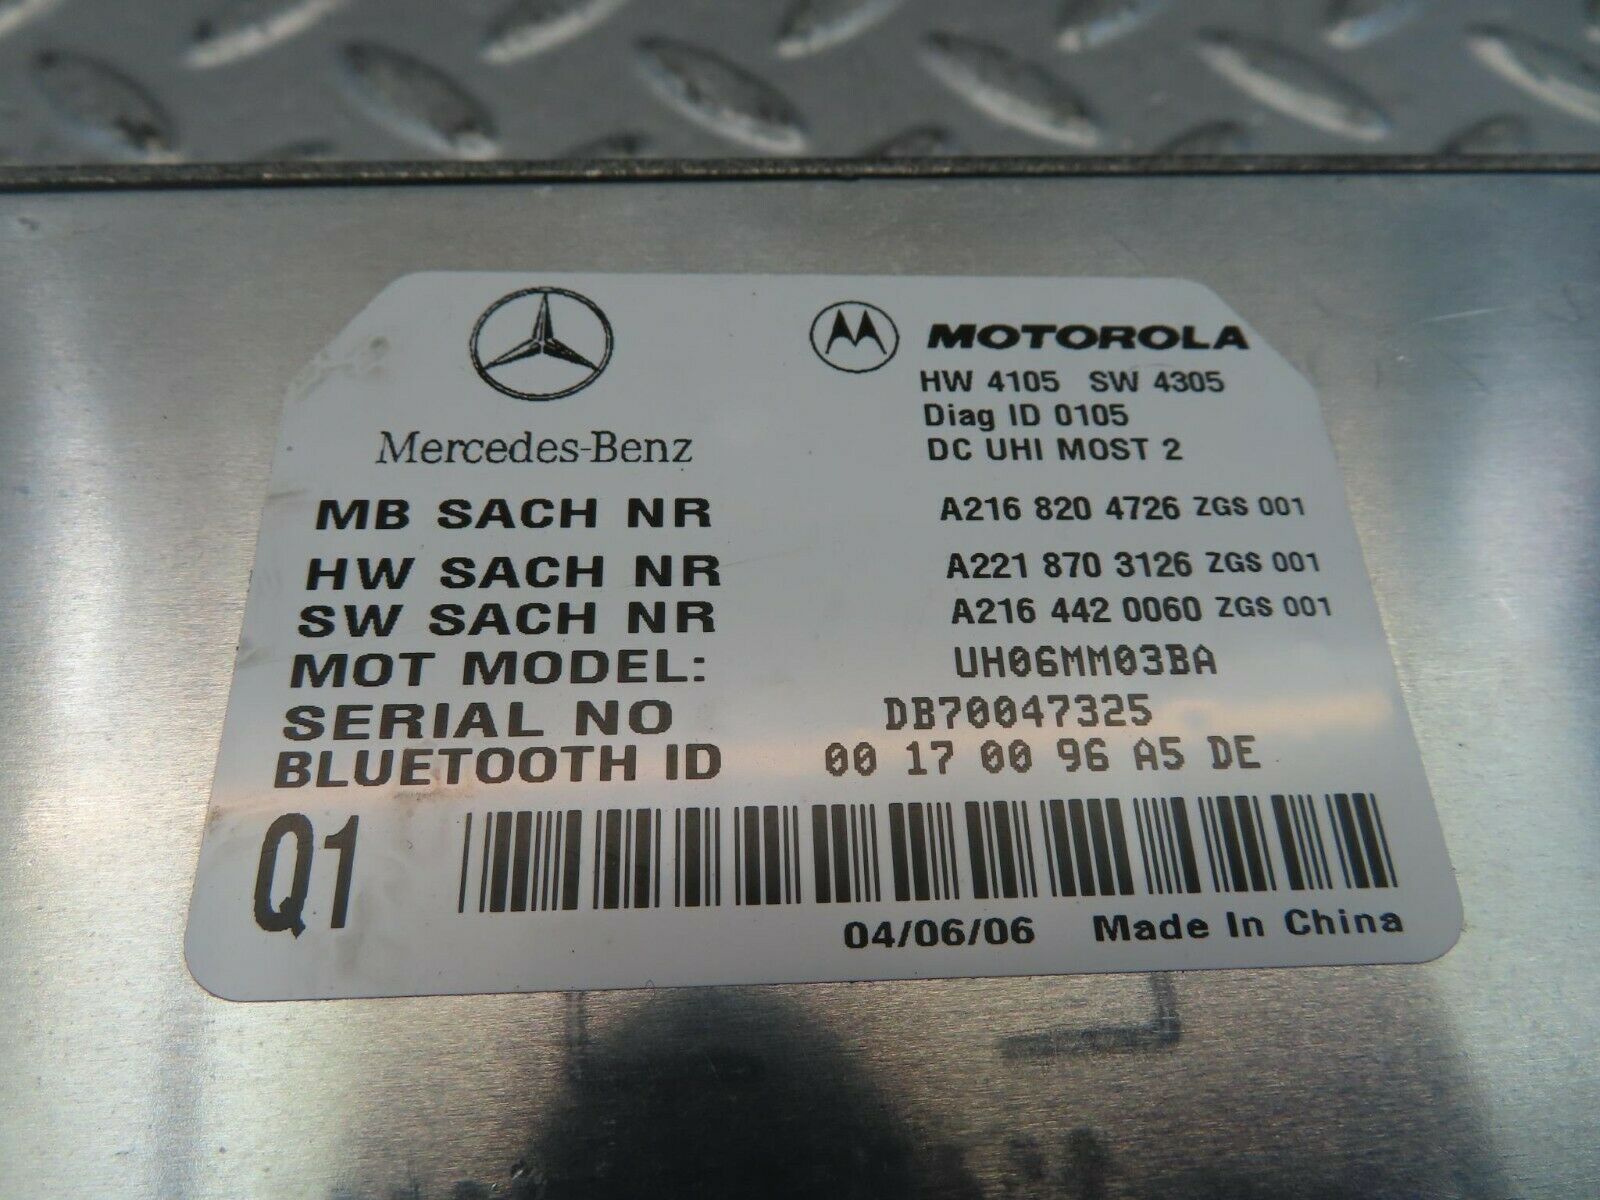 MOTOROLA
HW 4105 SW 4305
Diag ID 0105
Mercedes-Benz DC UHI MOST 2
MB SACH NR A216 820 4726 ZGS 001
HW SACH NR A221 870 3126 ZGS 001
SW SACH NR A216 442 0060 ZGS 001
MOT MODEL: UH06MM03BA
SERIAL NO DB70047325
BLUETOOTH ID 00 17 00 96 A5 DE
Q1
04/06/06 Made In China